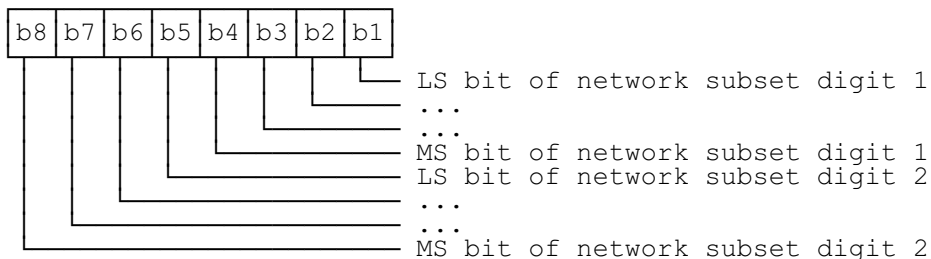 b8 b7 b6 b5 b4 b3 b2 b1
LS bit of network subset digit 1
...
...
MS bit of network subset digit 1
LS bit of network subset digit 2
...
...
MS bit of network subset digit 2